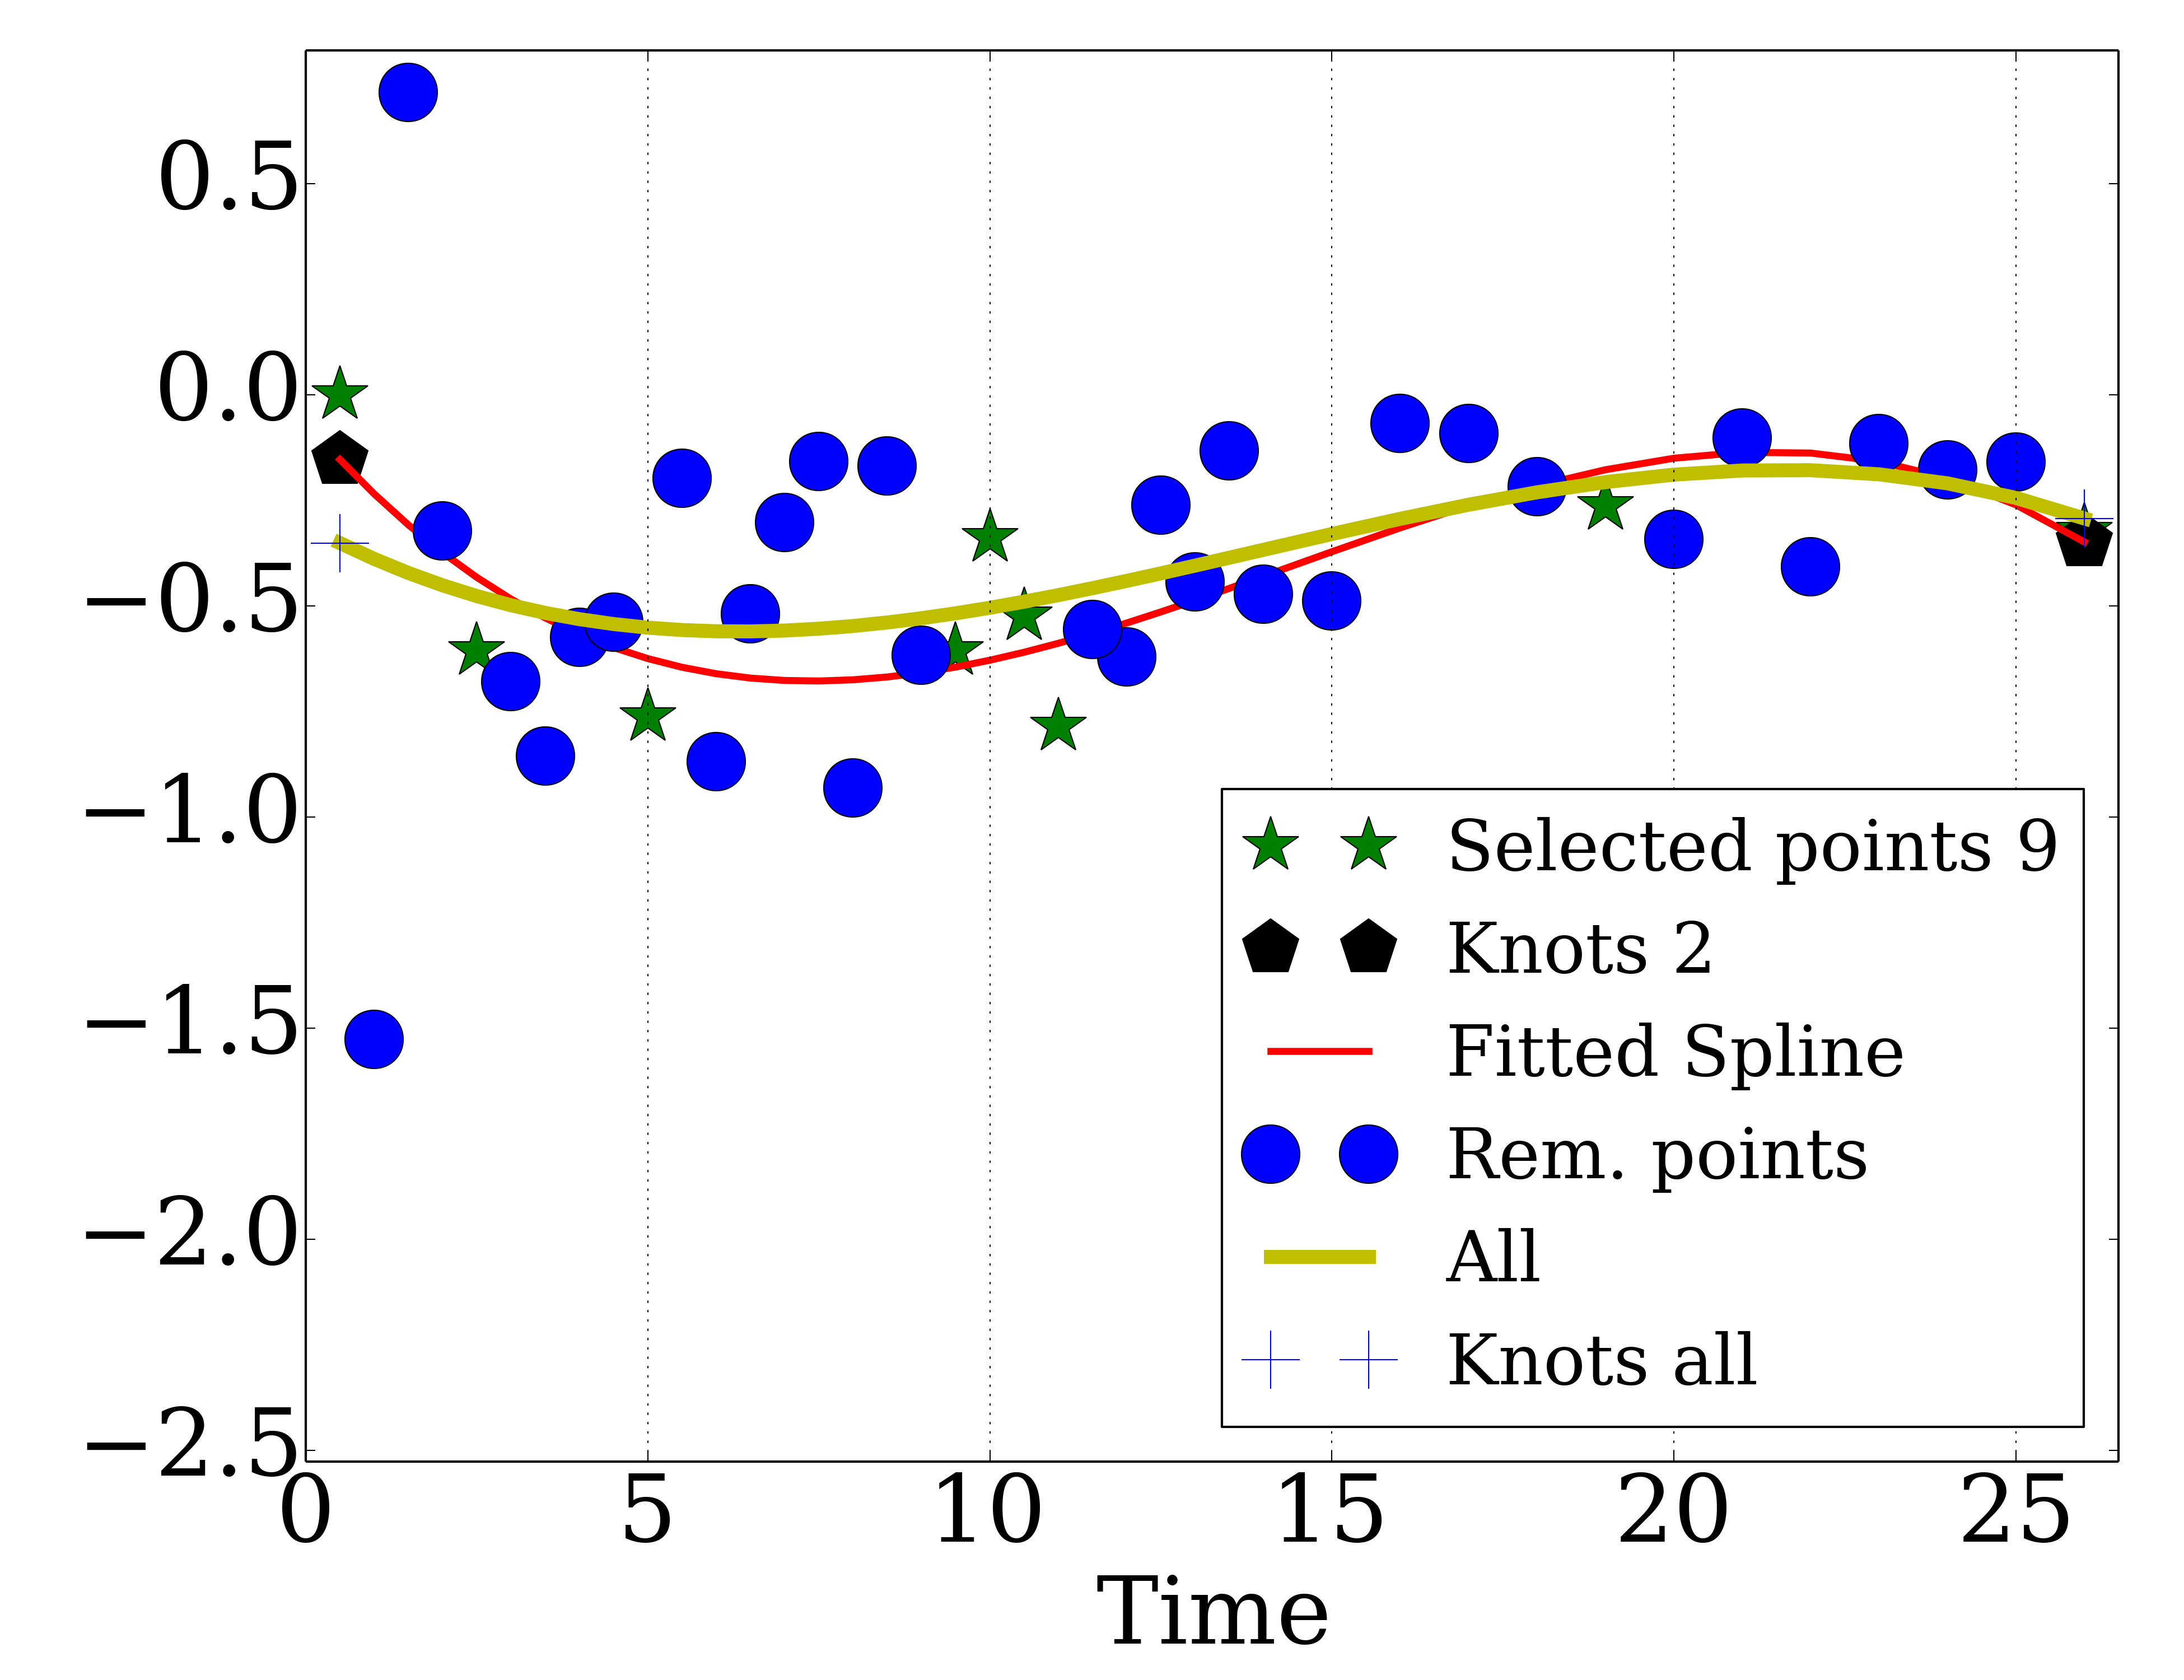 0.5
0.0
−0.5
−1.0
−1.5
−2.0
−2.5
0 5 10 15 20 25
Time
Selected points 9
Knots 2
Fitted Spline
Rem. points
All
Knots all